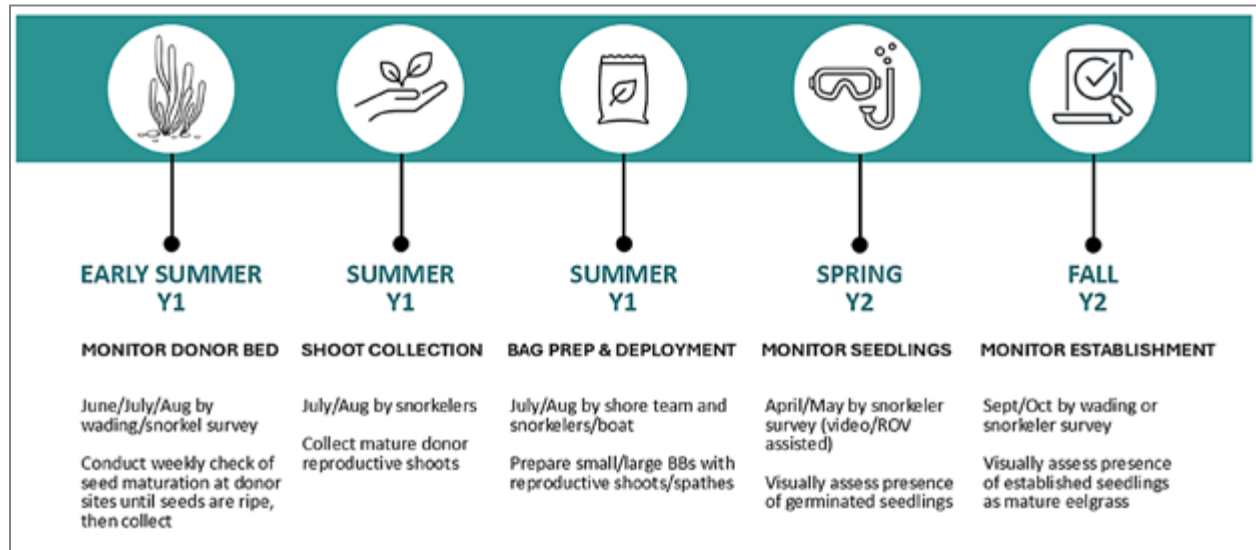 EARLY SUMMER
Y1
MONITOR DONOR BED
June/July/Aug by
wading/snorkel survey
Conduct weekly check of
seed maturation at donor
sites until seeds are ripe,
then collect
SUMMER
Y1
SHOOT COLLECTION
July/Aug by snorkelers
Collect mature donor
reproductive shoots
SUMMER
Y1
BAG PREP & DEPLOYMENT
July/Aug by shore team and
snorkelers/boat
Prepare small/large BBs with
reproductive shoots/spathes
SPRING
Y2
MONITOR SEEDLINGS
April/May by snorkeler
survey (video/ROV
assisted)
Visually assess presence
of germinated seedlings
FALL
Y2
MONITOR ESTABLISHMENT
Sept/Oct by wading or
snorkeler survey
Visually assess presence
of established seedlings
as mature eelgrass